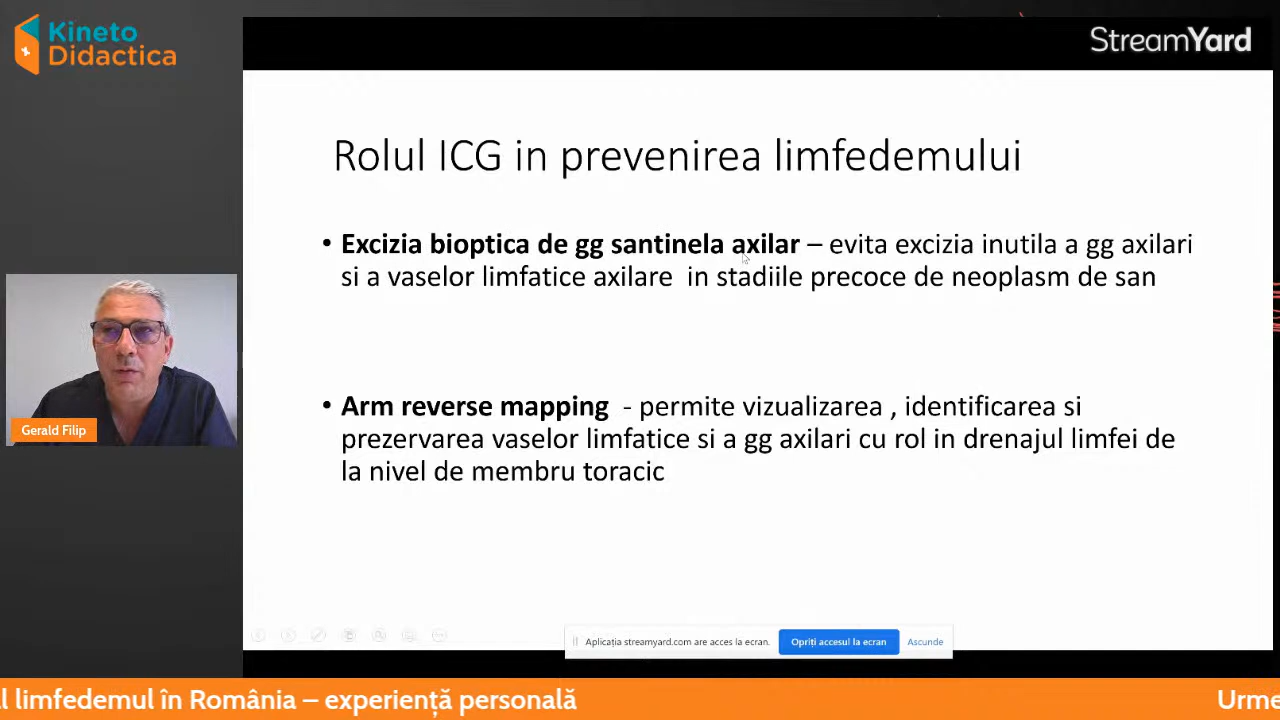 Kineto
Didactica
StreamYard
Rolul ICG in prevenirea limfedemului
• Excizia bioptica de gg santinela axilar – evita excizia inutila a gg axilari
si a vaselor limfatice axilare in stadiile precoce de neoplasm de san
• Arm reverse mapping - permite vizualizarea , identificarea si
prezervarea vaselor limfatice si a gg axilari cu rol in drenajul limfei de
la nivel de membru toracic
Gerald Filip
Aplicația streamyard.com are acces la ecran.
Opriți accesul la ecran
Ascunde
l limfedemul în România – experiență personală
Urme